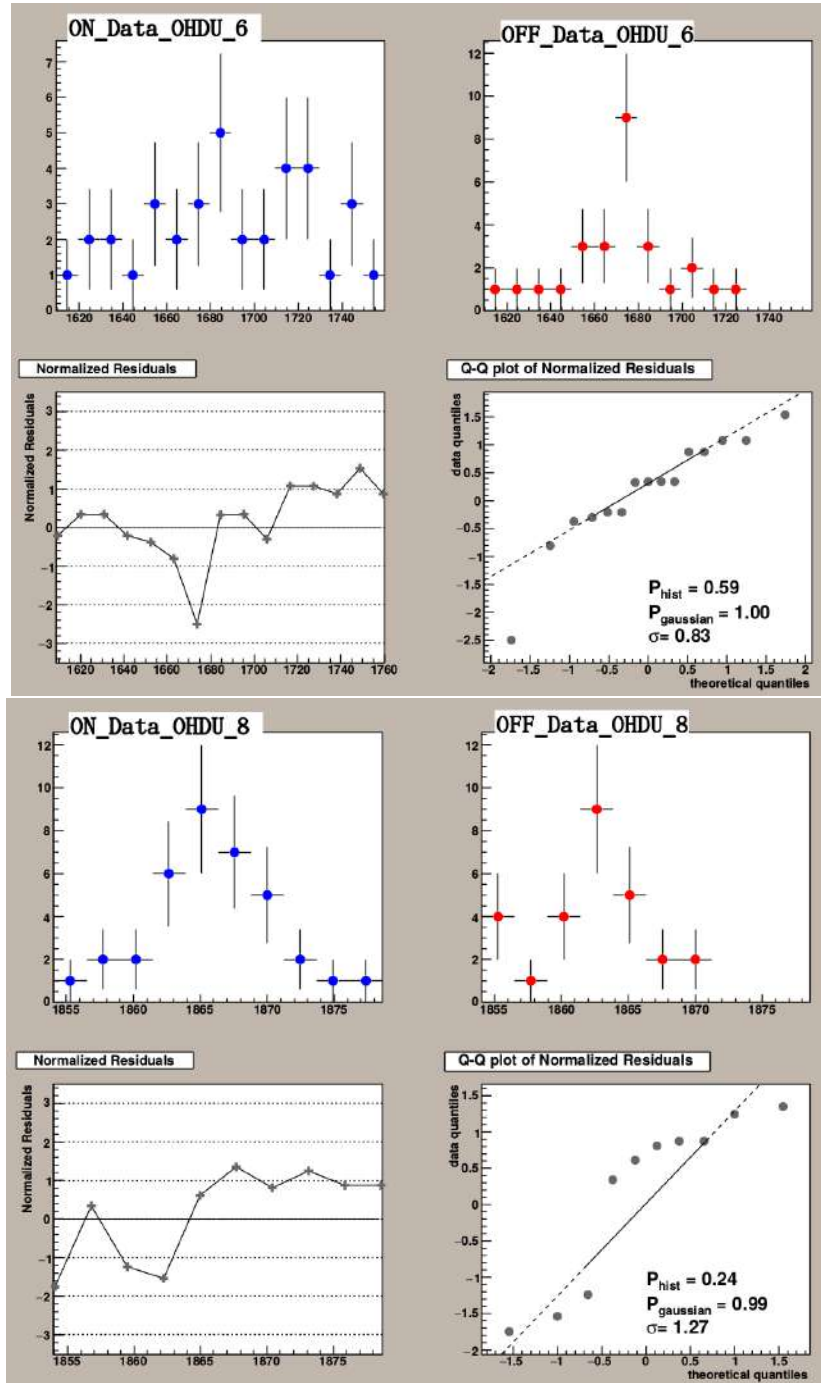 ON_Data_OHDU_6
7
6
5
4
3
2
1
0
1620 1640 1660 1680 1700 1720 1740
OFF_Data_OHDU_6
12
10
8
6
4
2
0
1620 1640 1660 1680 1700 1720 1740
Normalized Residuals
Normalized Residuals
3
2
1
0
−1
−2
−3
1620 1640 1660 1680 1700 1720 1740 1760
Q-Q plot of Normalized Residuals
data quantiles
1.5
1
0.5
0
−0.5
−1
−1.5
−2
−2.5
P_hist = 0.59
P_gaussian = 1.00
σ= 0.83
−2 −1.5 −1 −0.5 0 0.5 1 1.5 2
theoretical quantiles
ON_Data_OHDU_8
12
10
8
6
4
2
0
1855 1860 1865 1870 1875
OFF_Data_OHDU_8
12
10
8
6
4
2
0
1855 1860 1865 1870 1875
Normalized Residuals
Normalized Residuals
3
2
1
0
−1
−2
−3
1855 1860 1865 1870 1875
Q-Q plot of Normalized Residuals
data quantiles
1.5
1
0.5
0
−0.5
−1
−1.5
−2
P_hist = 0.24
P_gaussian = 0.99
σ= 1.27
−1.5 −1 −0.5 0 0.5 1 1.5
theoretical quantiles